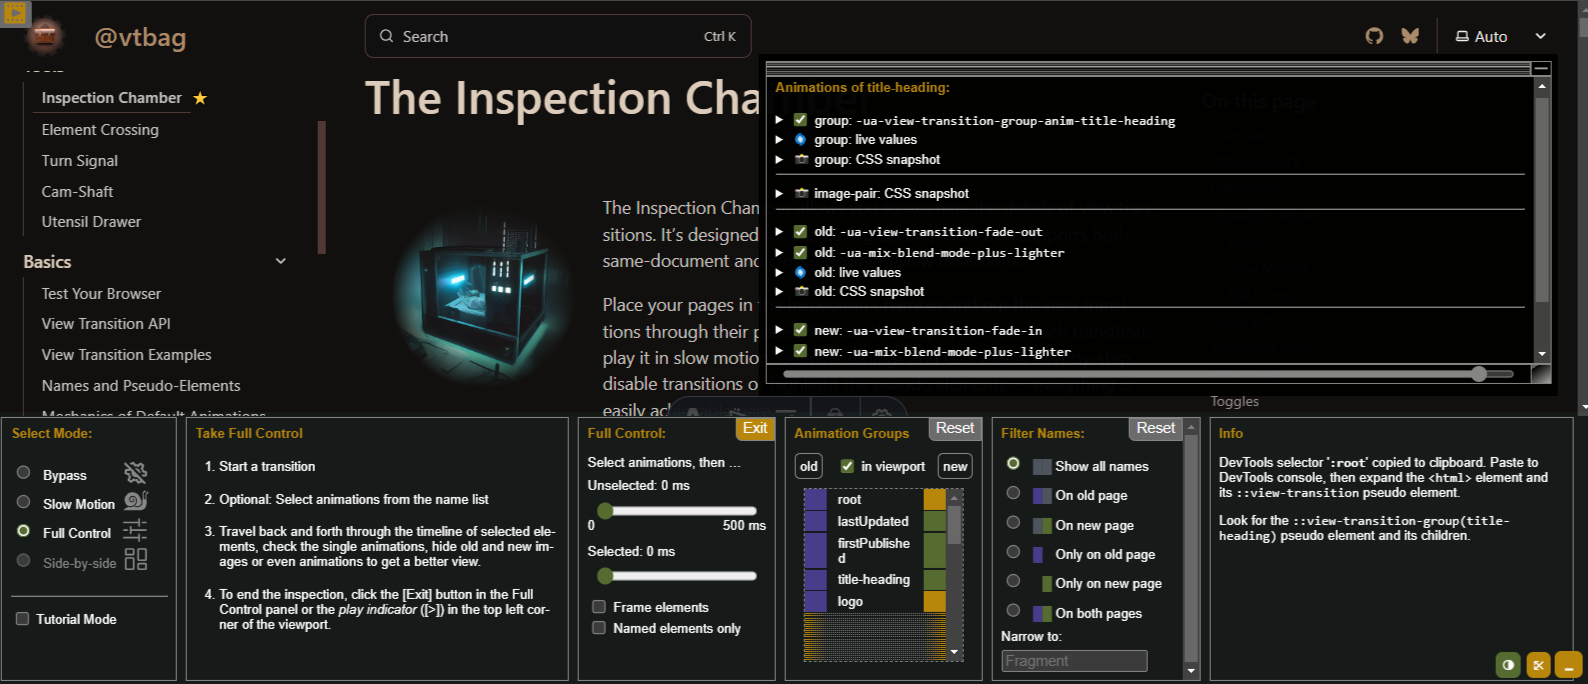 @vtbag
Search
Ctrl K
Auto
Inspection Chamber
Element Crossing
Turn Signal
Cam-Shaft
Utensil Drawer
Basics
Test Your Browser
View Transition API
View Transition Examples
Names and Pseudo-Elements
Mechanics of Default Animations
The Inspection Cha
The Inspection Cham
sitions. It's designed
same-document and
Place your pages in
tions through their p
play it in slow motio
disable transitions o
easily ach
On this page
Animations of title-heading:
group: -ua-view-transition-group-anim-title-heading
group: live values
group: CSS snapshot
image-pair: CSS snapshot
old: -ua-view-transition-fade-out
old: -ua-mix-blend-mode-plus-lighter
old: live values
old: CSS snapshot
new: -ua-view-transition-fade-in
new: -ua-mix-blend-mode-plus-lighter
Toggles
Select Mode:
Bypass
Slow Motion
Full Control
Side-by-side
Tutorial Mode
Take Full Control
1. Start a transition
2. Optional: Select animations from the name list
3. Travel back and forth through the timeline of selected ele-
ments, check the single animations, hide old and new im-
ages or even animations to get a better view.
4. To end the inspection, click the [Exit] button in the Full
Control panel or the play indicator ([>]) in the top left cor-
ner of the viewport.
Full Control:
Exit
Select animations, then ...
Unselected: 0 ms
0
500 ms
Selected: 0 ms
Frame elements
Named elements only
Animation Groups
Reset
old
in viewport
new
root
lastUpdated
firstPublishe
d
title-heading
logo
Filter Names:
Reset
Show all names
On old page
On new page
Only on old page
Only on new page
On both pages
Narrow to:
Fragment
Info
DevTools selector ':root' copied to clipboard. Paste to
DevTools console, then expand the <html> element and
its ::view-transition pseudo element.
Look for the ::view-transition-group(title-
heading) pseudo element and its children.